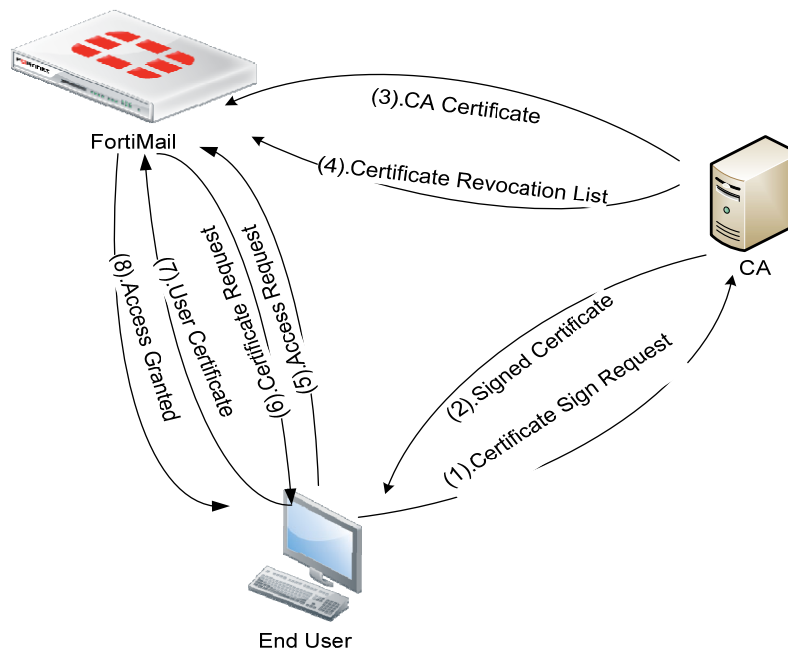 FORTINET
FortiMail
(3).CA Certificate
(4).Certificate Revocation List
CA
(8).Access Granted
(7).User Certificate
(6).Certificate Request
(5).Access Request
(2).Signed Certificate
(1).Certificate Sign Request
End User